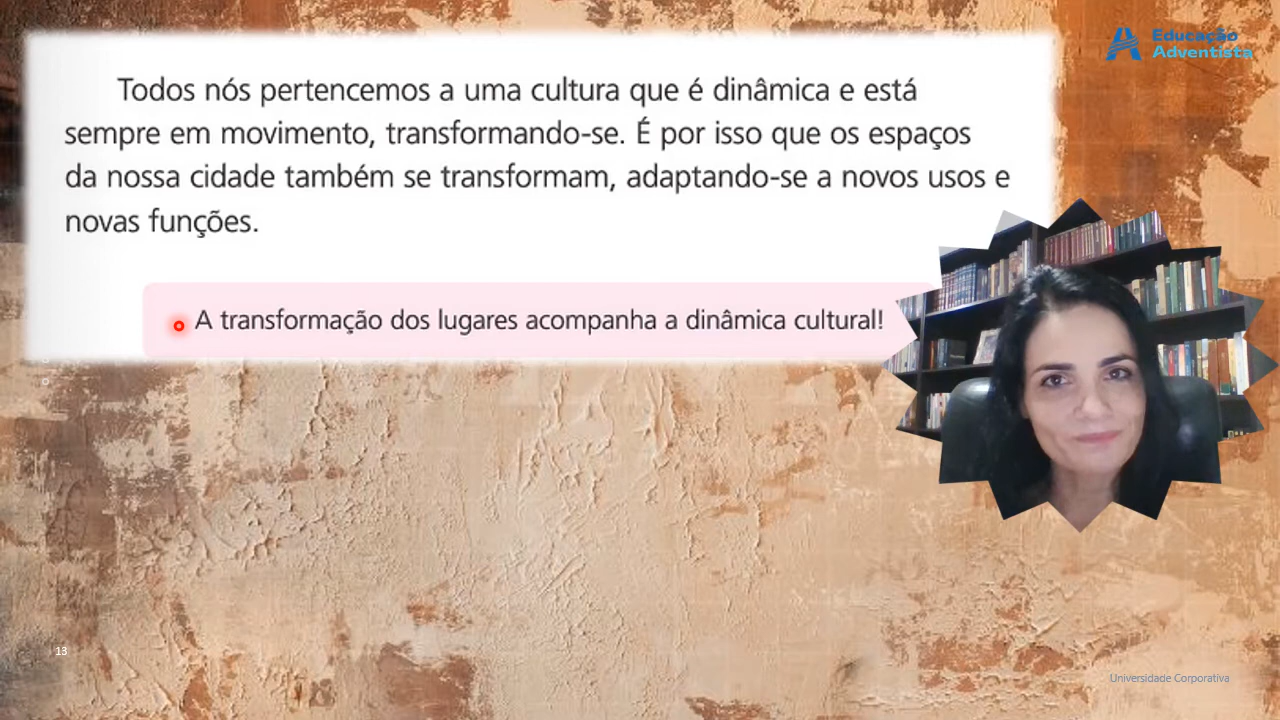 Educação
Adventista
Todos nós pertencemos a uma cultura que é dinâmica e está
sempre em movimento, transformando-se. É por isso que os espaços
da nossa cidade também se transformam, adaptando-se a novos usos e
novas funções.
A transformação dos lugares acompanha a dinâmica cultural!
13
Universidade Corporativa